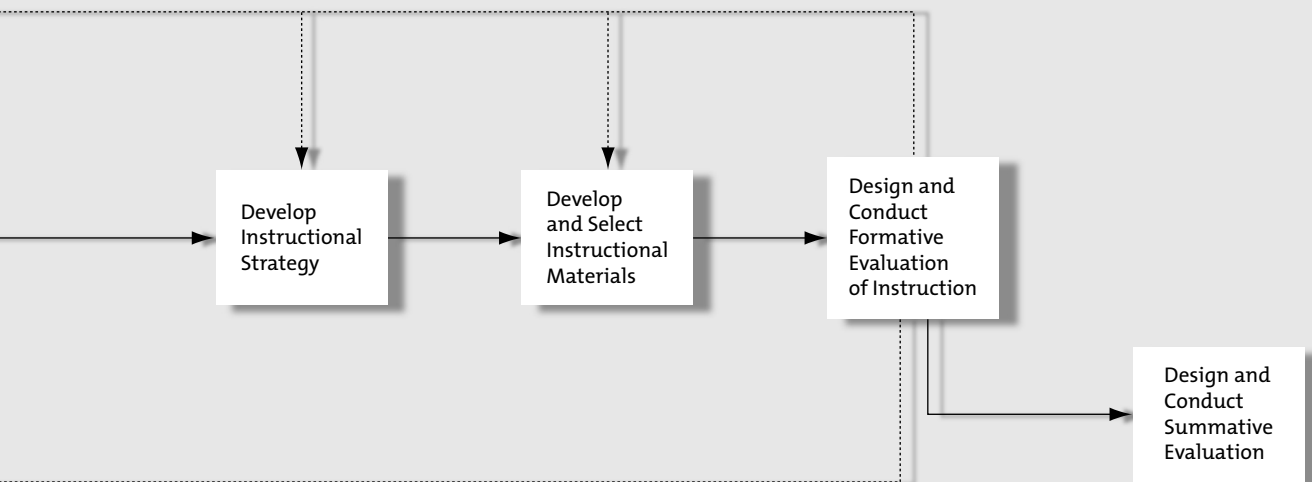 Develop
Instructional
Strategy
Develop
and Select
Instructional
Materials
Design and
Conduct
Formative
Evaluation
of Instruction
Design and
Conduct
Summative
Evaluation